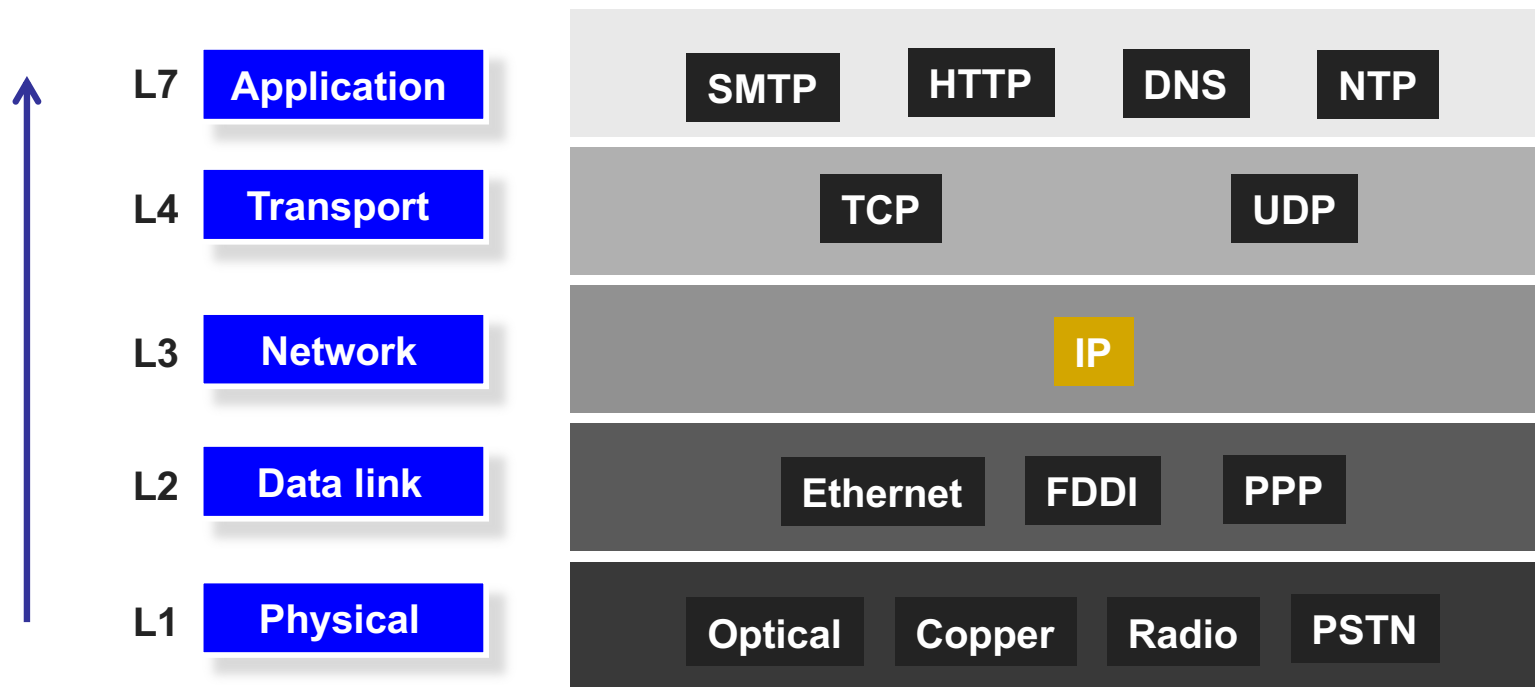 L7 Application SMTP HTTP DNS NTP
L4 Transport TCP UDP
L3 Network IP
L2 Data link Ethernet FDDI PPP
L1 Physical Optical Copper Radio PSTN